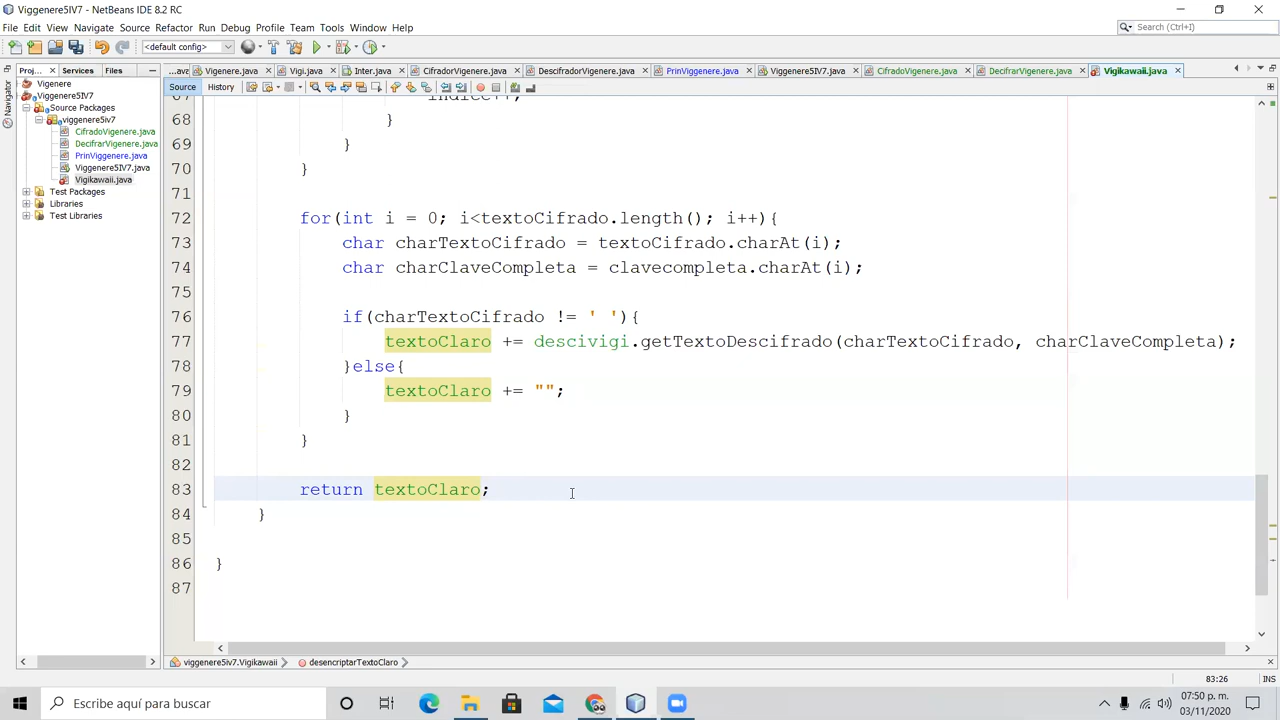 Viggenere5IV7 - NetBeans IDE 8.2 RC
File Edit View Navigate Source Refactor Run Debug Profile Team Tools Window Help
Search (Ctrl+I)
<default config>
Proj... Services Files
...ava Vigenere.java Vigi.java Inter.java CifradorVigenere.java DescifradorVigenere.java PrinViggenere.java Viggenere5IV7.java CifradoVigenere.java DecifrarVigenere.java Vigikawaii.java
Source History
Navigator
Vigenere
Viggenere5IV7
Source Packages
viggenere5iv7
CifradoVigenere.java
DecifrarVigenere.java
PrinViggenere.java
Viggenere5IV7.java
Vigikawaii.java
Test Packages
Libraries
Test Libraries
67 indice++;
68 }
69 }
70 }
71
72 for(int i = 0; i<textoCifrado.length(); i++){
73 char charTextoCifrado = textoCifrado.charAt(i);
74 char charClaveCompleta = clavecompleta.charAt(i);
75
76 if(charTextoCifrado != ' '){
77 textoClaro += descivigi.getTextoDescifrado(charTextoCifrado, charClaveCompleta);
78 }else{
79 textoClaro += "";
80 }
81 }
82
83 return textoClaro;
84 }
85
86 }
87
viggenere5iv7.Vigikawaii desencriptarTextoClaro
83:26 INS
Escribe aquí para buscar
07:50 p. m.
03/11/2020